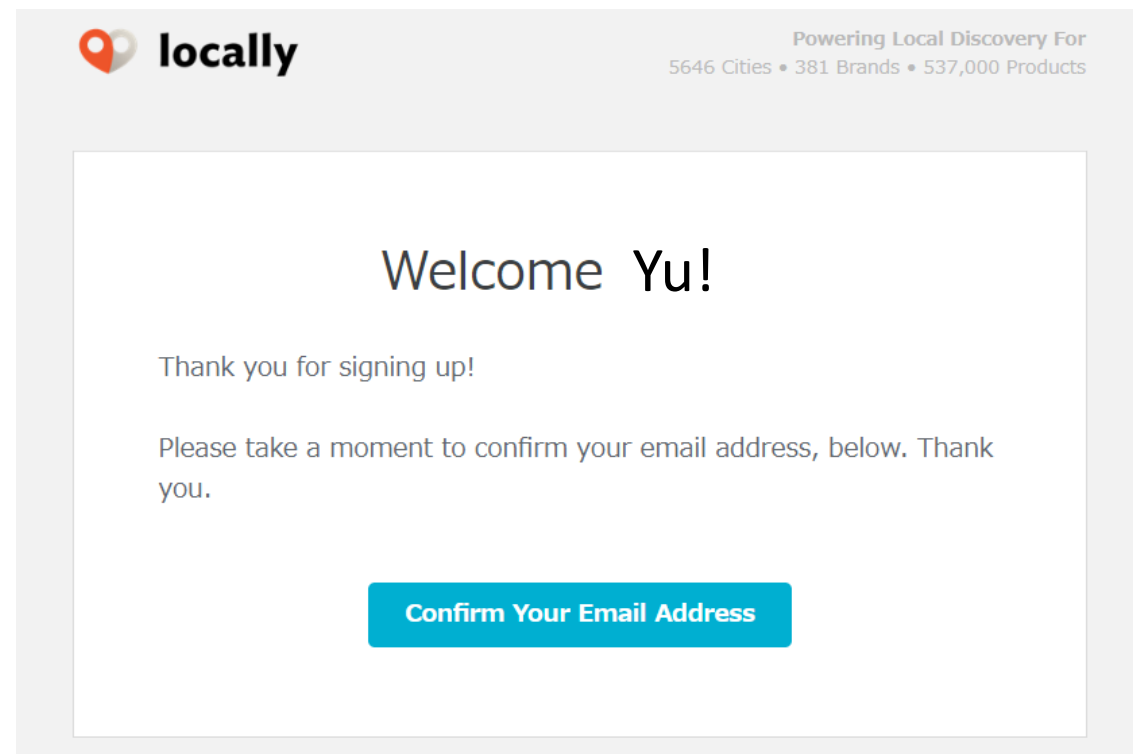 locally
Powering Local Discovery For
5646 Cities • 381 Brands • 537,000 Products
Welcome Yu!
Thank you for signing up!
Please take a moment to confirm your email address, below. Thank
you.
Confirm Your Email Address